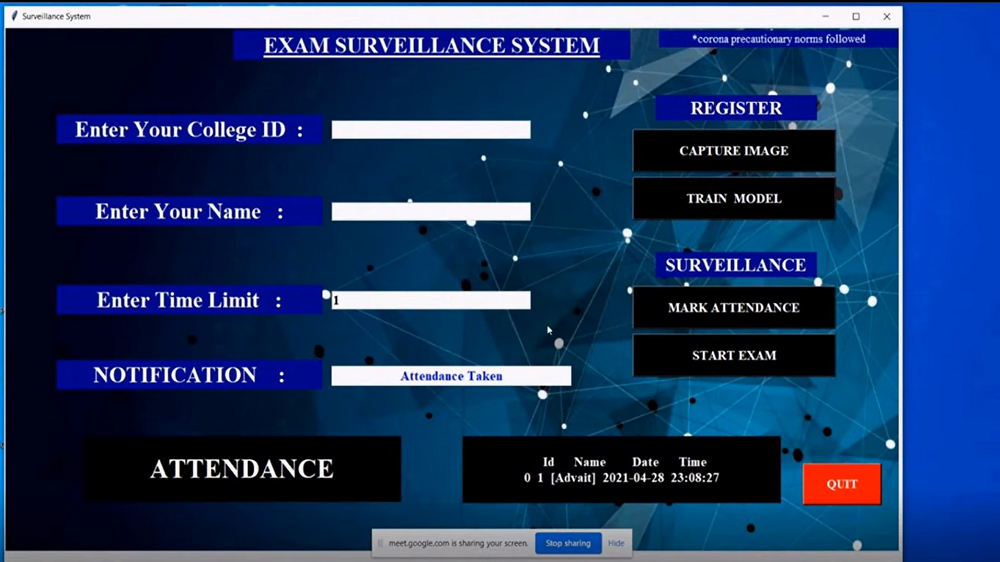 Surveillance System
EXAM SURVEILLANCE SYSTEM
*corona precautionary norms followed
Enter Your College ID :
Enter Your Name :
Enter Time Limit :
1
NOTIFICATION :
Attendance Taken
REGISTER
CAPTURE IMAGE
TRAIN MODEL
SURVEILLANCE
MARK ATTENDANCE
START EXAM
ATTENDANCE
Id Name Date Time
0 1 [Advait] 2021-04-28 23:08:27
QUIT
meet.google.com is sharing your screen.
Stop sharing
Hide